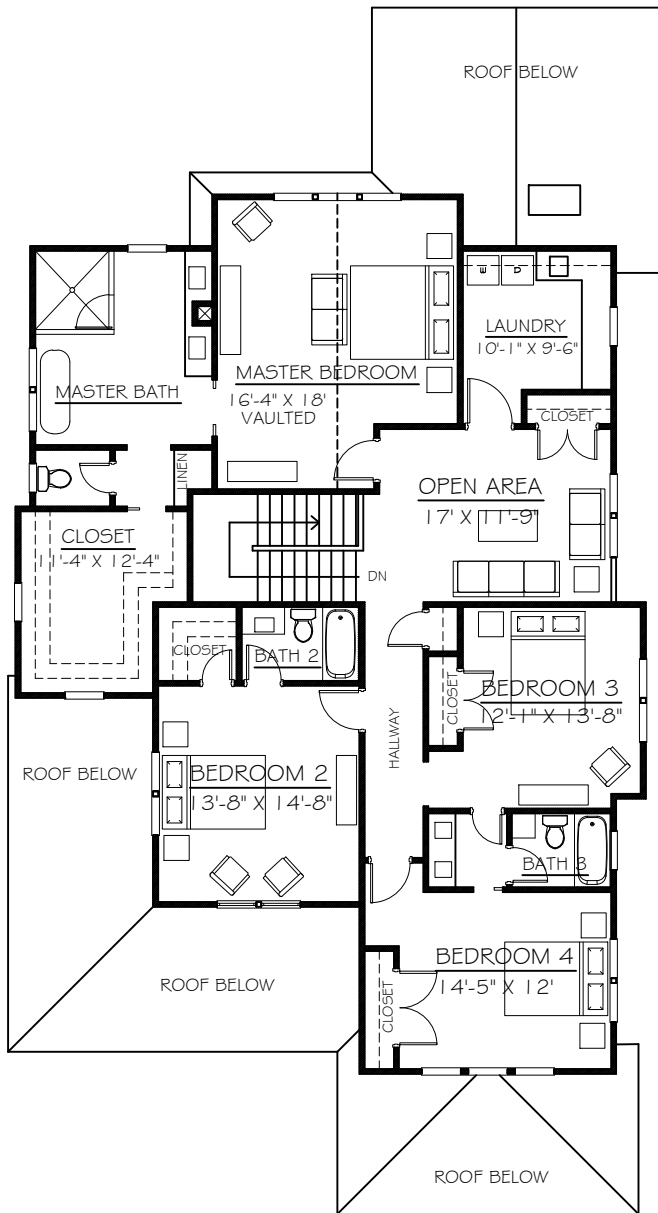 ROOF BELOW
LAUNDRY
10'-1" X 9'-6"
MASTER BEDROOM
16'-4" X 18'
VAULTED
MASTER BATH
CLOSET
LINEN
OPEN AREA
17' X 11'-9"
CLOSET
11'-4" X 12'-4"
DN
CLOSET
BATH 2
CLOSET
BEDROOM 3
12'-1" X 13'-8"
HALLWAY
ROOF BELOW
BEDROOM 2
13'-8" X 14'-8"
BATH 3
BEDROOM 4
14'-5" X 12'
CLOSET
ROOF BELOW
ROOF BELOW